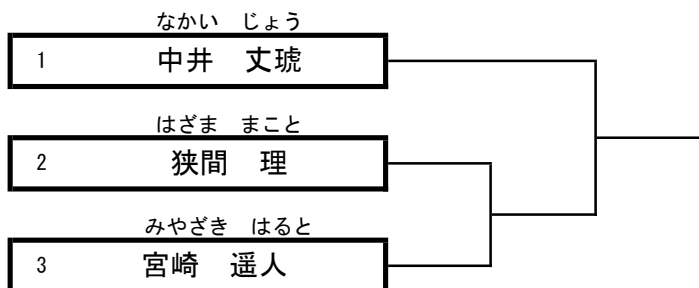 なかい　じょう
1　中井　丈琥
はざま　まこと
2　狭間　理
みやざき　はると
3　宮崎　遥人